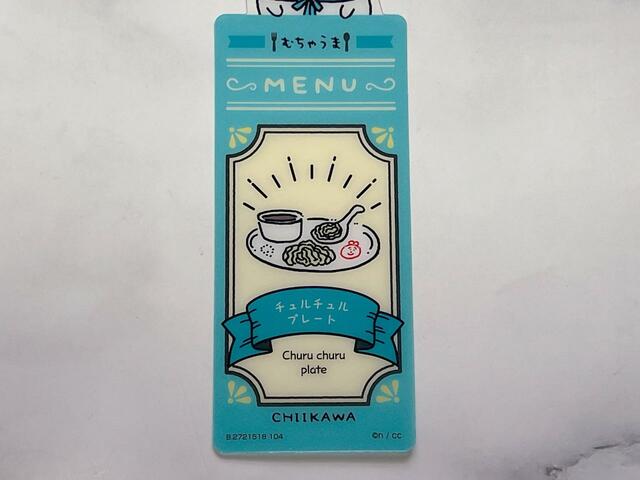 むちゃうま
MENU
チュルチュル
プレート
Churu churu
plate
CHIIKAWA
B.2721518 104
©n / cc